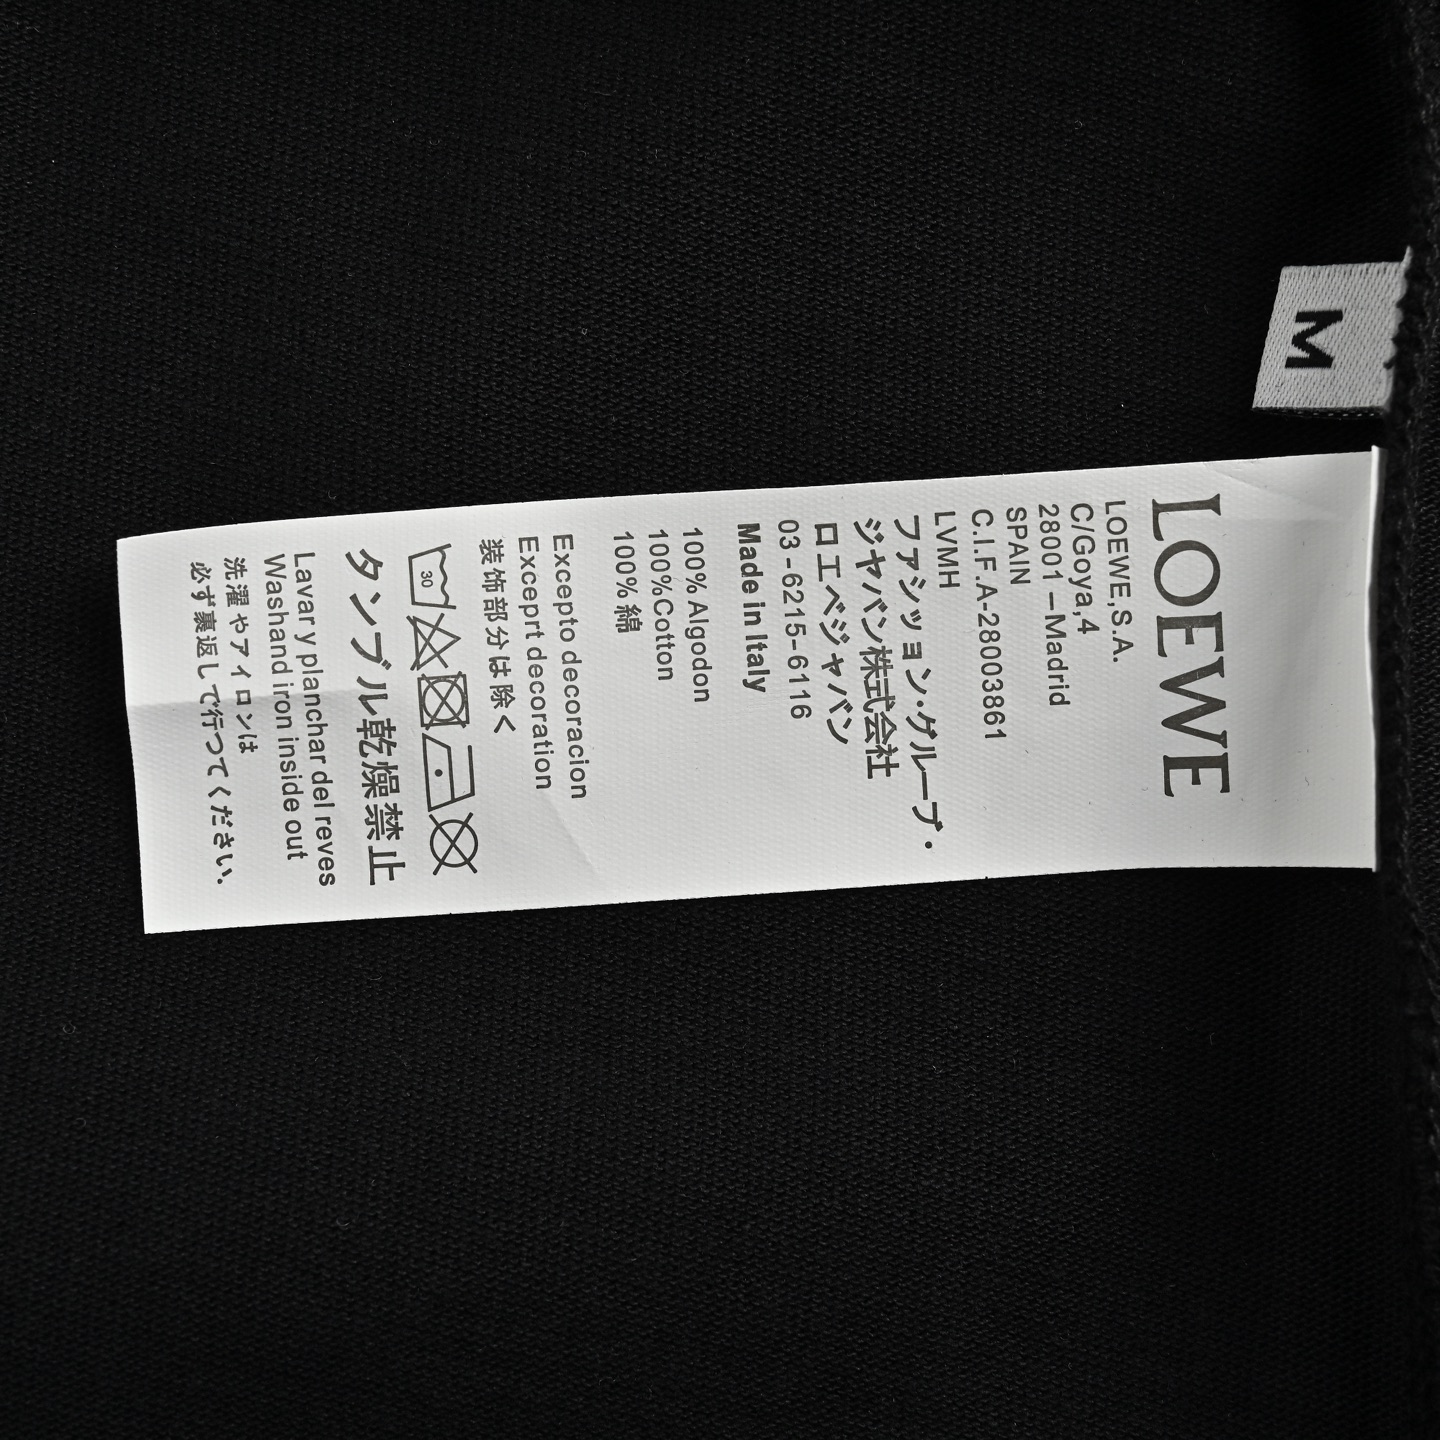 M
LOEWE
LOEWE,S.A.
C/Goya,4
28001－Madrid
SPAIN
C.I.F.A-28003861
LVMH
ファシッョン・グループ・
ジヤパン株式会社
ロエベジャパン
03-6215-6116
Made in Italy
100%Algodon
100%Cotton
100%綿
Excepto decoracion
Exceprt decoration
装飾部分は除く
30
タンブル乾燥禁止
Lavar y planchar del reves
Washand iron inside out
洗濯やアイロンは
必ず裏返しで行つてください.